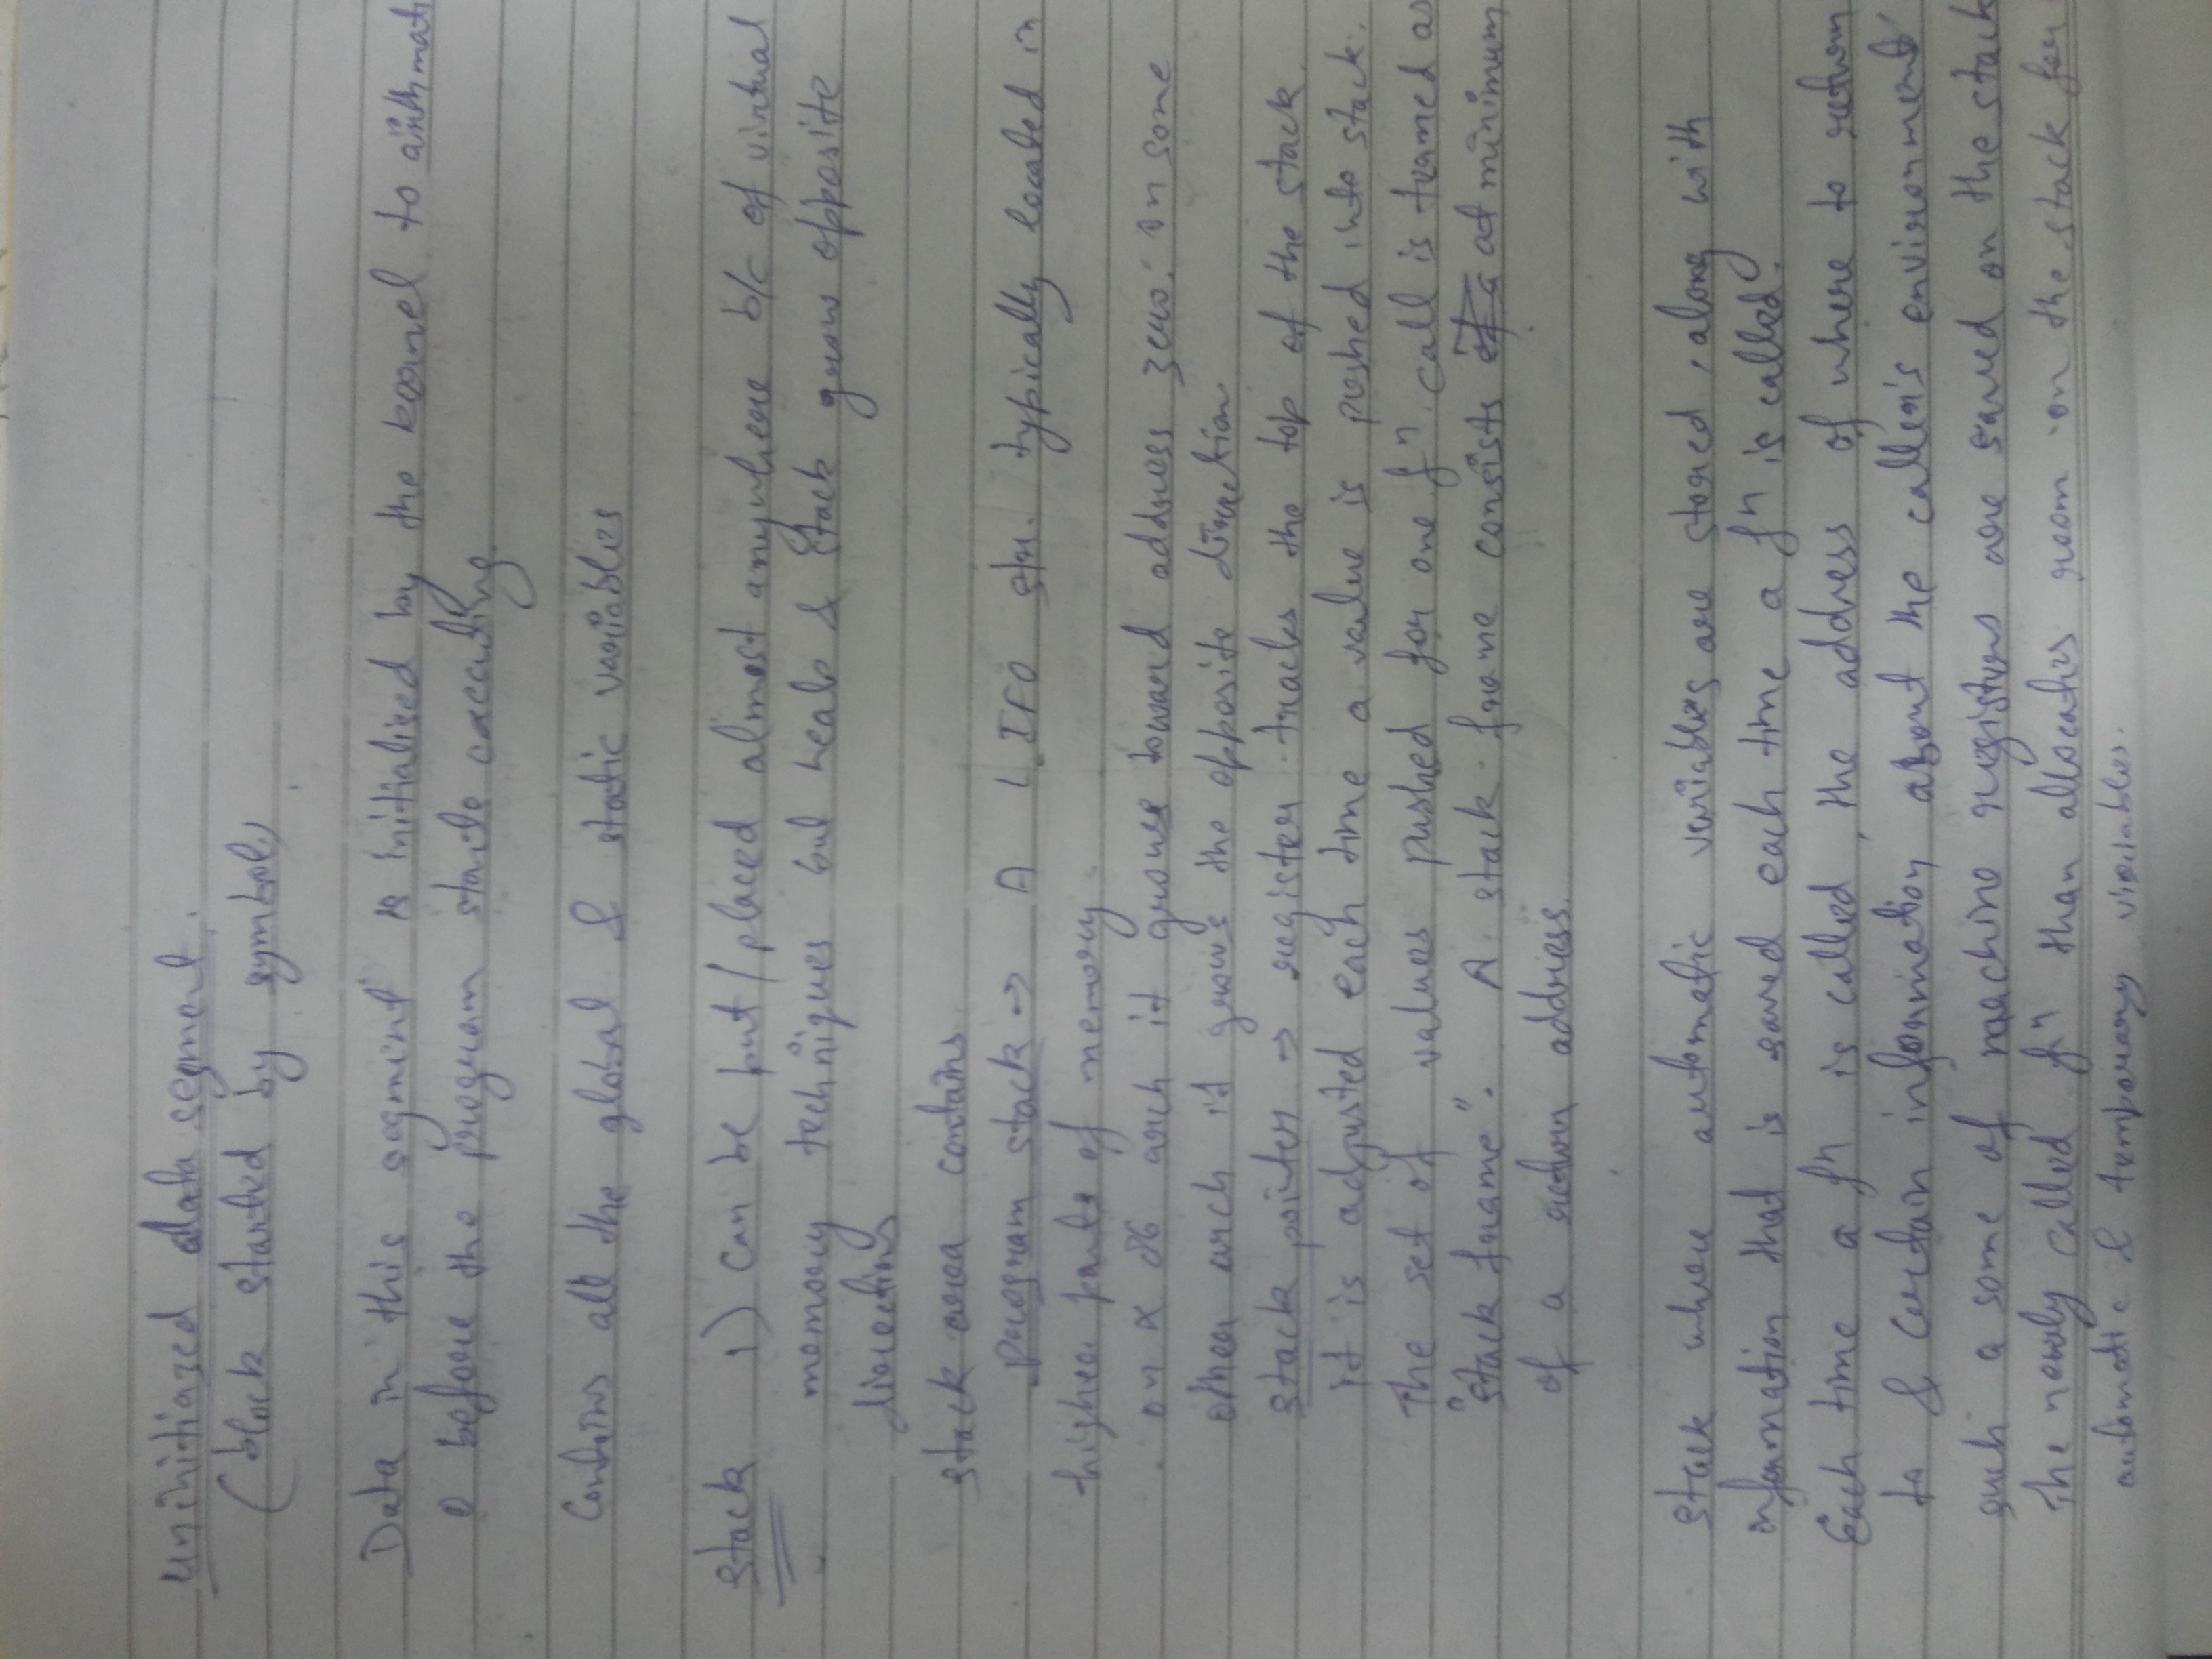 uninitiazed data segment.
(block started by symbol)
Data in this segment is initialised by the kernel to arithmati
0 before the program starts executing.
Contains all the global & static variables
stack 1) Can be put/placed almost anywhere b/c of virtual
memory techniques but heab & stack grow opposite
directions
stack area contains
program stack → A LIFO str. typically located in
higher parts of memory.
on x 86 arch it grows toward address zero. on some
other arch it grows the opposite direction.
stack pointer → register tracks the top of the stack.
it is adjusted each time a value is pushed into stack.
The set of values pushed for one fⁿ call is termed as
"stack frame". A stack frame consists at minimum
of a return address.
stack where automatic variables are stored, along with
information that is saved each time a fⁿ is called.
Each time a fⁿ is called, the address of where to return
to & certain information about the caller's environment
such a some of machine registers are saved on the stack
The newly called fⁿ than allocates room on the stack for
automatic & temporary variables.